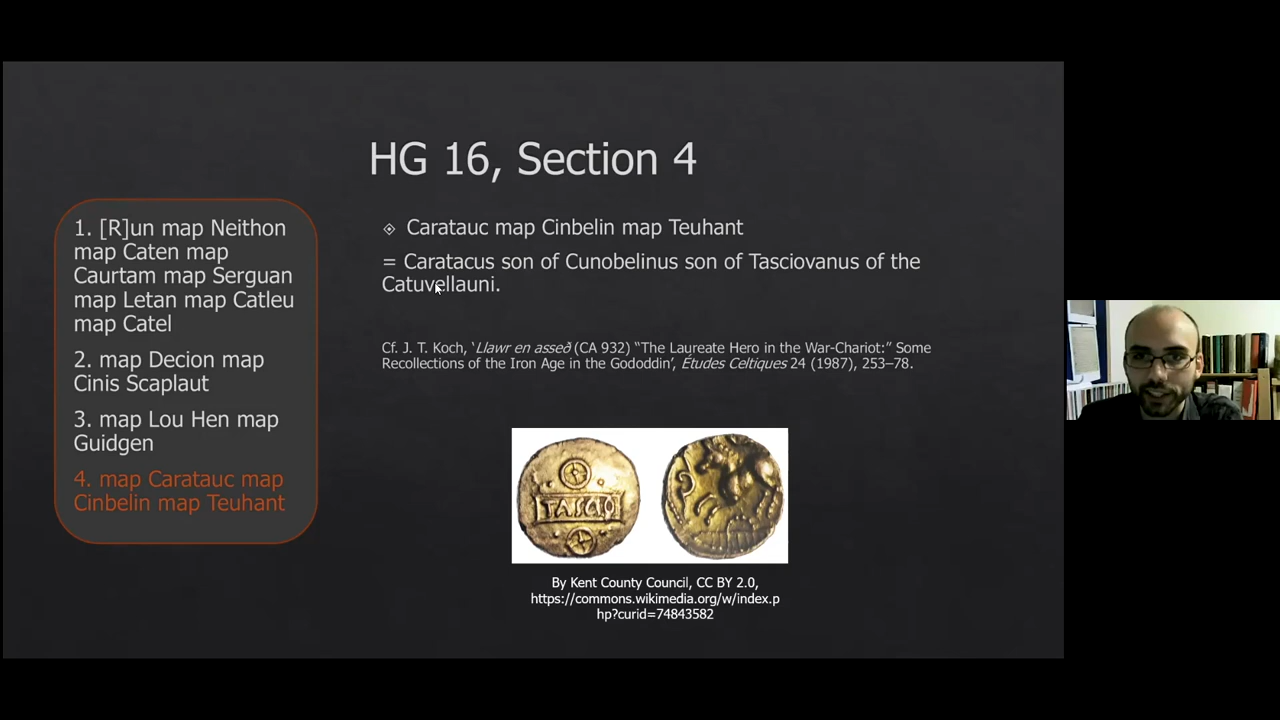 HG 16, Section 4
1. [R]un map Neithon
map Caten map
Caurtam map Serguan
map Letan map Catleu
map Catel
2. map Decion map
Cinis Scaplaut
3. map Lou Hen map
Guidgen
4. map Caratauc map
Cinbelin map Teuhant
Caratauc map Cinbelin map Teuhant
= Caratacus son of Cunobelinus son of Tasciovanus of the
Catuvellauni.
Cf. J. T. Koch, ‘Llawr en asseð (CA 932) “The Laureate Hero in the War-Chariot:” Some
Recollections of the Iron Age in the Gododdin’, Études Celtiques 24 (1987), 253–78.
TASCIO
By Kent County Council, CC BY 2.0,
https://commons.wikimedia.org/w/index.p
hp?curid=74843582